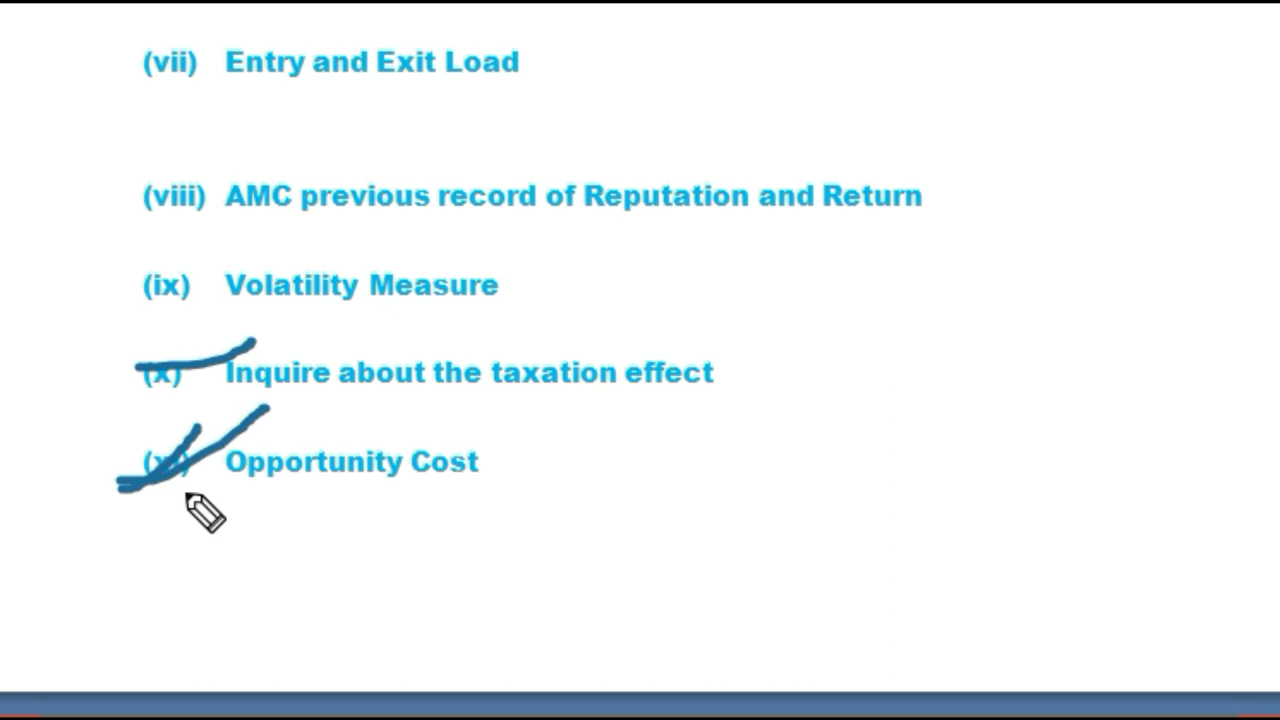 (vii) Entry and Exit Load
(viii) AMC previous record of Reputation and Return
(ix) Volatility Measure
(x) Inquire about the taxation effect
(xi) Opportunity Cost